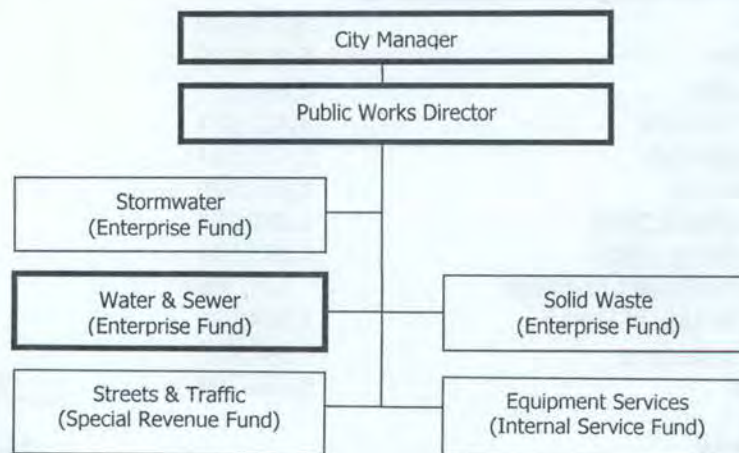 City Manager
Public Works Director
Stormwater
(Enterprise Fund)
Water & Sewer
(Enterprise Fund)
Solid Waste
(Enterprise Fund)
Streets & Traffic
(Special Revenue Fund)
Equipment Services
(Internal Service Fund)